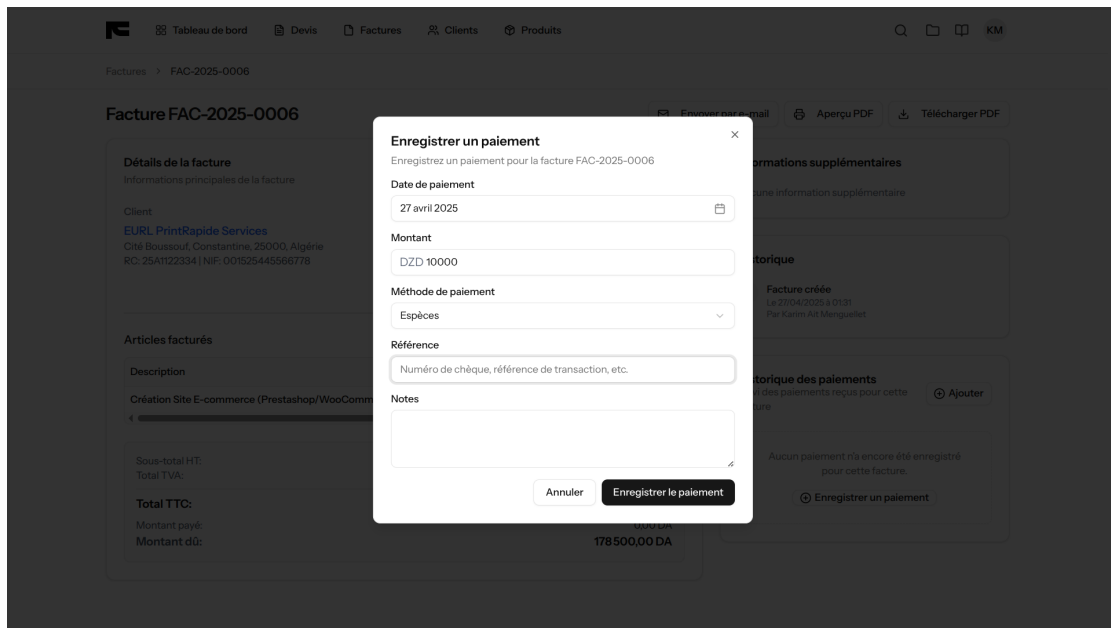 Tableau de bord
Devis
Factures
Clients
Produits
KM
Factures > FAC-2025-0006
Facture FAC-2025-0006
Envoyer par e-mail
Aperçu PDF
Télécharger PDF
Détails de la facture
Informations principales de la facture
Client
EURL PrintRapide Services
Cité Boussouf, Constantine, 25000, Algérie
RC: 25A1122334 | NIF: 001525445566778
Articles facturés
Description
Création Site E-commerce (Prestashop/WooComm
Sous-total HT:
Total TVA:
Total TTC:
Montant payé:
0,00 DA
Montant dû:
178 500,00 DA
Enregistrer un paiement
Enregistrez un paiement pour la facture FAC-2025-0006
Date de paiement
27 avril 2025
Montant
DZD 10000
Méthode de paiement
Espèces
Référence
Numéro de chèque, référence de transaction, etc.
Notes
Annuler
Enregistrer le paiement
ormations supplémentaires
une information supplémentaire
torique
Facture créée
Le 27/04/2025 à 01:31
Par Karim Ait Menguellet
torique des paiements
i des paiements reçus pour cette
ture
Ajouter
Aucun paiement n'a encore été enregistré
pour cette facture.
Enregistrer un paiement